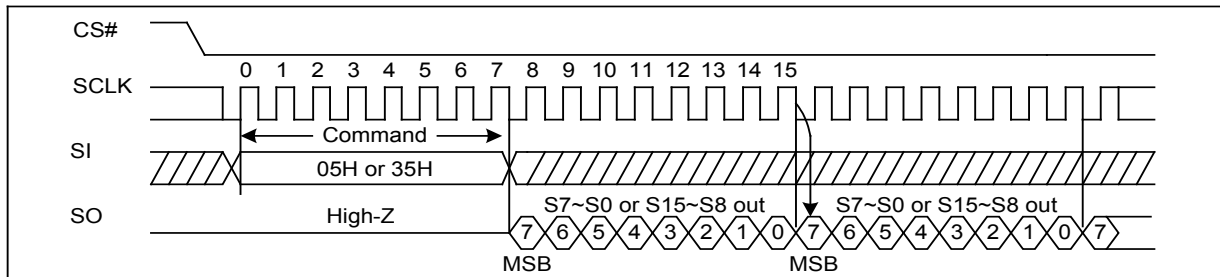 CS#
0 1 2 3 4 5 6 7 8 9 10 11 12 13 14 15
SCLK
Command
SI
05H or 35H
S7~S0 or S15~S8 out S7~S0 or S15~S8 out
SO High-Z
7 6 5 4 3 2 1 0 7 6 5 4 3 2 1 0 7
MSB MSB